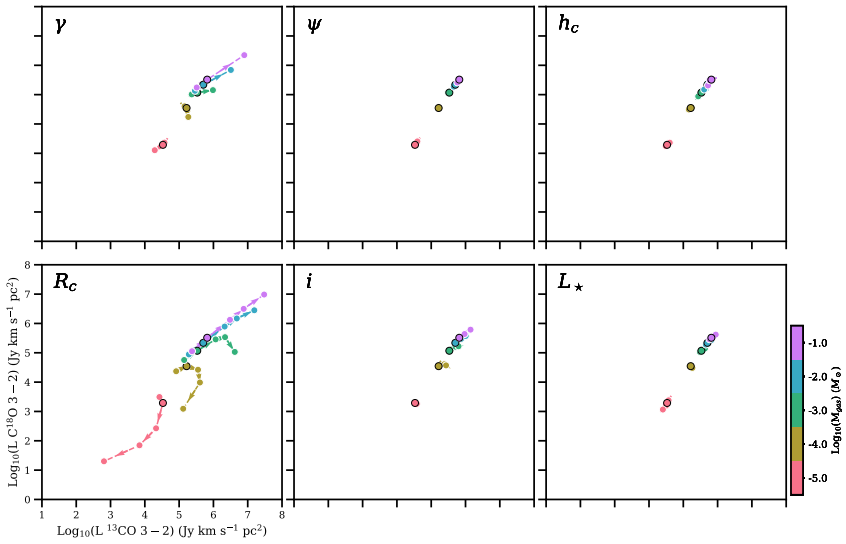 γ
ψ
h_c
R_c
i
L_⋆
8
7
6
5
4
3
2
1
0
Log₁₀(L C¹⁸O 3 − 2) (Jy km s⁻¹ pc²)
1 2 3 4 5 6 7 8
Log₁₀(L ¹³CO 3 − 2) (Jy km s⁻¹ pc²)
-1.0
-2.0
-3.0
-4.0
-5.0
Log₁₀(M_gas) (M_⊙)